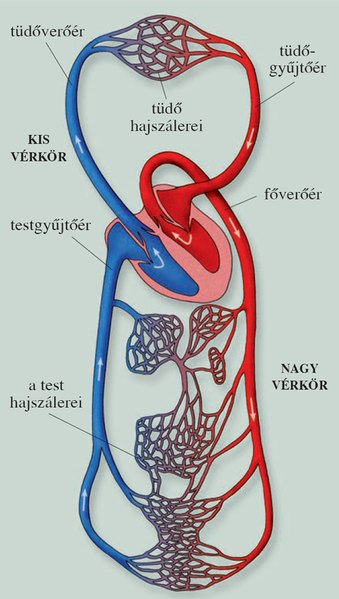 tüdőverőér
tüdő-
gyűjtőér
tüdő
hajszálerei
KIS
VÉRKÖR
főverőér
testgyűjtőér
NAGY
VÉRKÖR
a test
hajszálerei